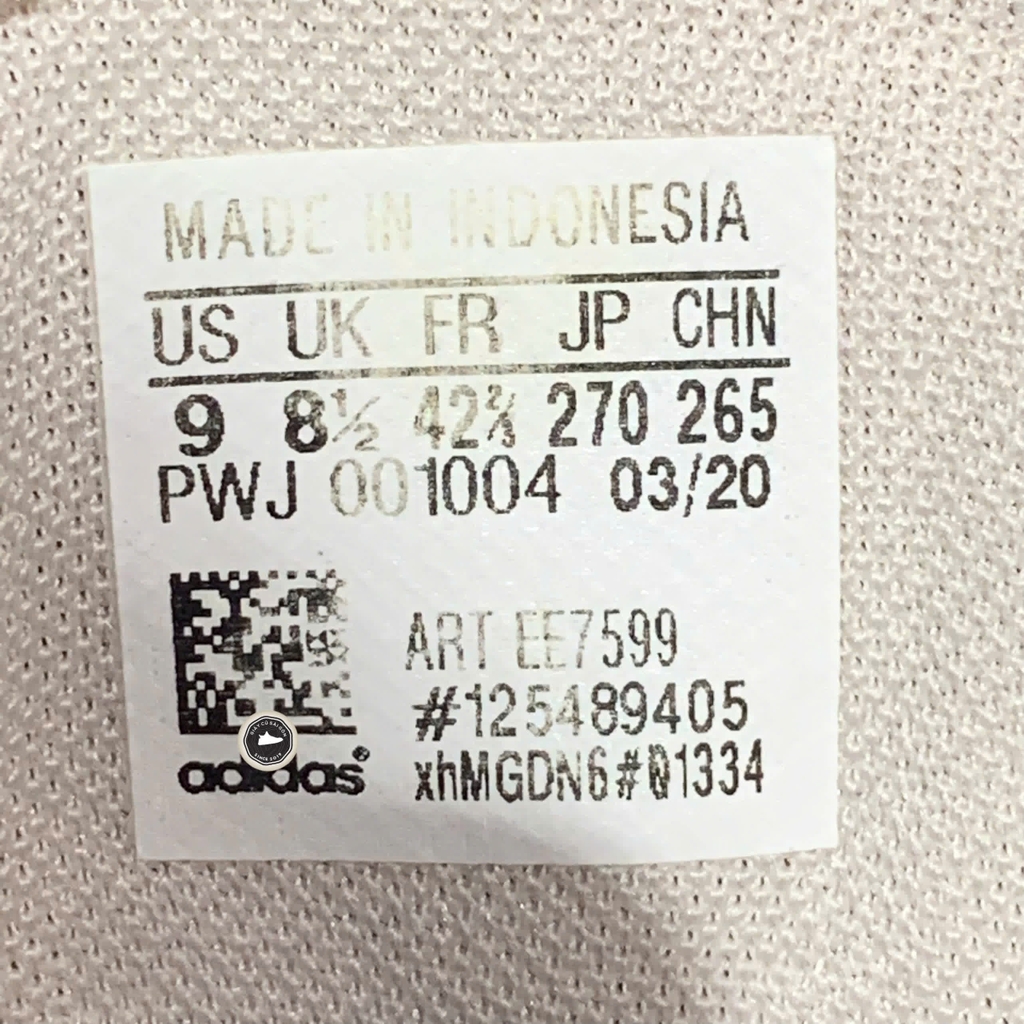 MADE IN INDONESIA
US UK FR JP CHN
9 8½ 42⅔ 270 265
PWJ 001004 03/20
ART EE7599
#125489405
adidas®
xhMGDN6#Q1334